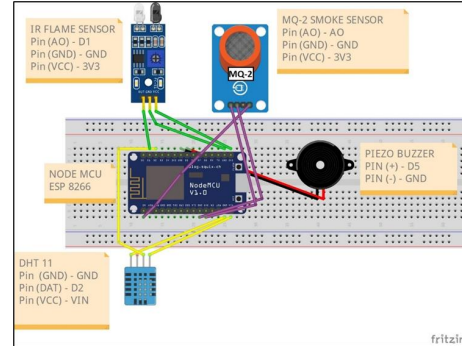 IR FLAME SENSOR
Pin (AO) - D1
Pin (GND) - GND
Pin (VCC) - 3V3
MQ-2 SMOKE SENSOR
Pin (AO) - AO
Pin (GND) - GND
Pin (VCC) - 3V3
MQ-2
NODE MCU
ESP 8266
NodeMCU
V1.0
PIEZO BUZZER
PIN (+) - D5
PIN (-) - GND
DHT 11
Pin (GND) - GND
Pin (DAT) - D2
Pin (VCC) - VIN
fritzin